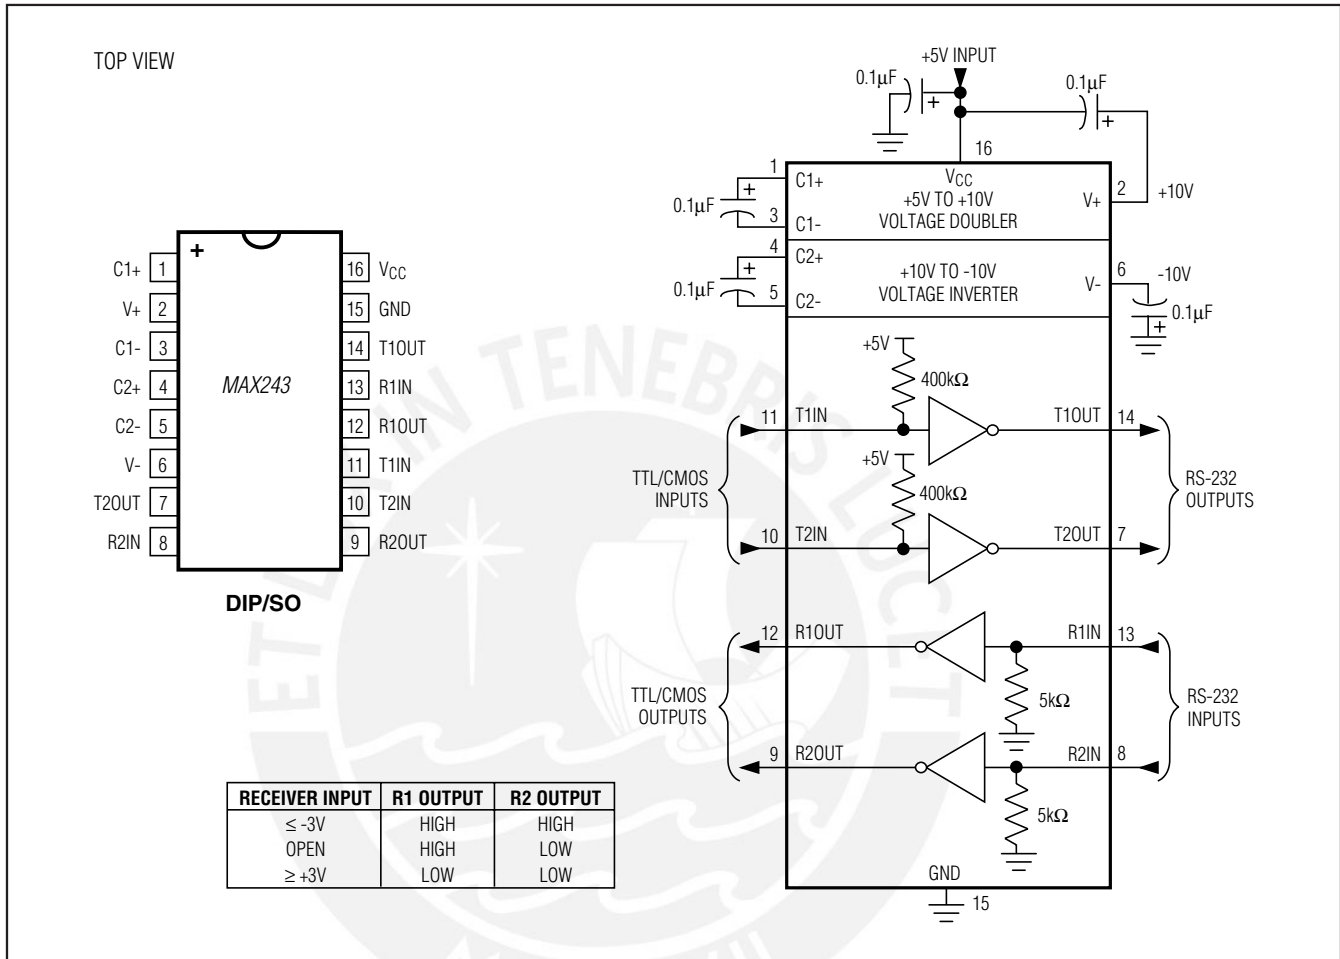 TOP VIEW
+
MAX243
C1+ 1
V+ 2
C1- 3
C2+ 4
C2- 5
V- 6
T2OUT 7
R2IN 8
16 VCC
15 GND
14 T1OUT
13 R1IN
12 R1OUT
11 T1IN
10 T2IN
9 R2OUT
DIP/SO
RECEIVER INPUT R1 OUTPUT R2 OUTPUT
≤ -3V HIGH HIGH
OPEN HIGH LOW
≥ +3V LOW LOW
+5V INPUT
0.1µF
+
0.1µF
+
16
VCC
+5V TO +10V
VOLTAGE DOUBLER
1 C1+
+
0.1µF
3 C1-
V+ 2 +10V
4 C2+
+
0.1µF
5 C2-
+10V TO -10V
VOLTAGE INVERTER
V- 6 -10V
0.1µF
+
+5V
400kΩ
11 T1IN
T1OUT 14
+5V
400kΩ
TTL/CMOS
INPUTS
RS-232
OUTPUTS
10 T2IN
T2OUT 7
12 R1OUT
R1IN 13
5kΩ
TTL/CMOS
OUTPUTS
RS-232
INPUTS
9 R2OUT
R2IN 8
5kΩ
GND
15
ET LUX IN TENEBRIS LUCET